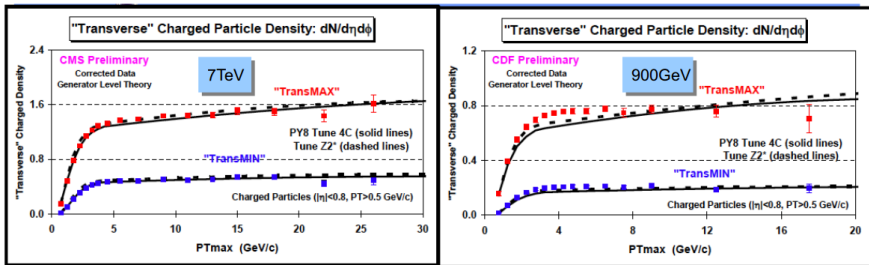 "Transverse" Charged Particle Density: dN/dηdϕ
2.4
1.6
0.8
0.0
"Transverse" Charged Density
CMS Preliminary
Corrected Data
Generator Level Theory
7TeV
"TransMAX"
PY8 Tune 4C (solid lines)
Tune Z2* (dashed lines)
"TransMIN"
Charged Particles (|η|<0.8, PT>0.5 GeV/c)
0 5 10 15 20 25 30
PTmax (GeV/c)
"Transverse" Charged Particle Density: dN/dηdϕ
1.2
0.8
0.4
0.0
"Transverse" Charged Density
CDF Preliminary
Corrected Data
Generator Level Theory
900GeV
"TransMAX"
PY8 Tune 4C (solid lines)
Tune Z2* (dashed lines)
"TransMIN"
Charged Particles (|η|<0.8, PT>0.5 GeV/c)
0 4 8 12 16 20
PTmax (GeV/c)